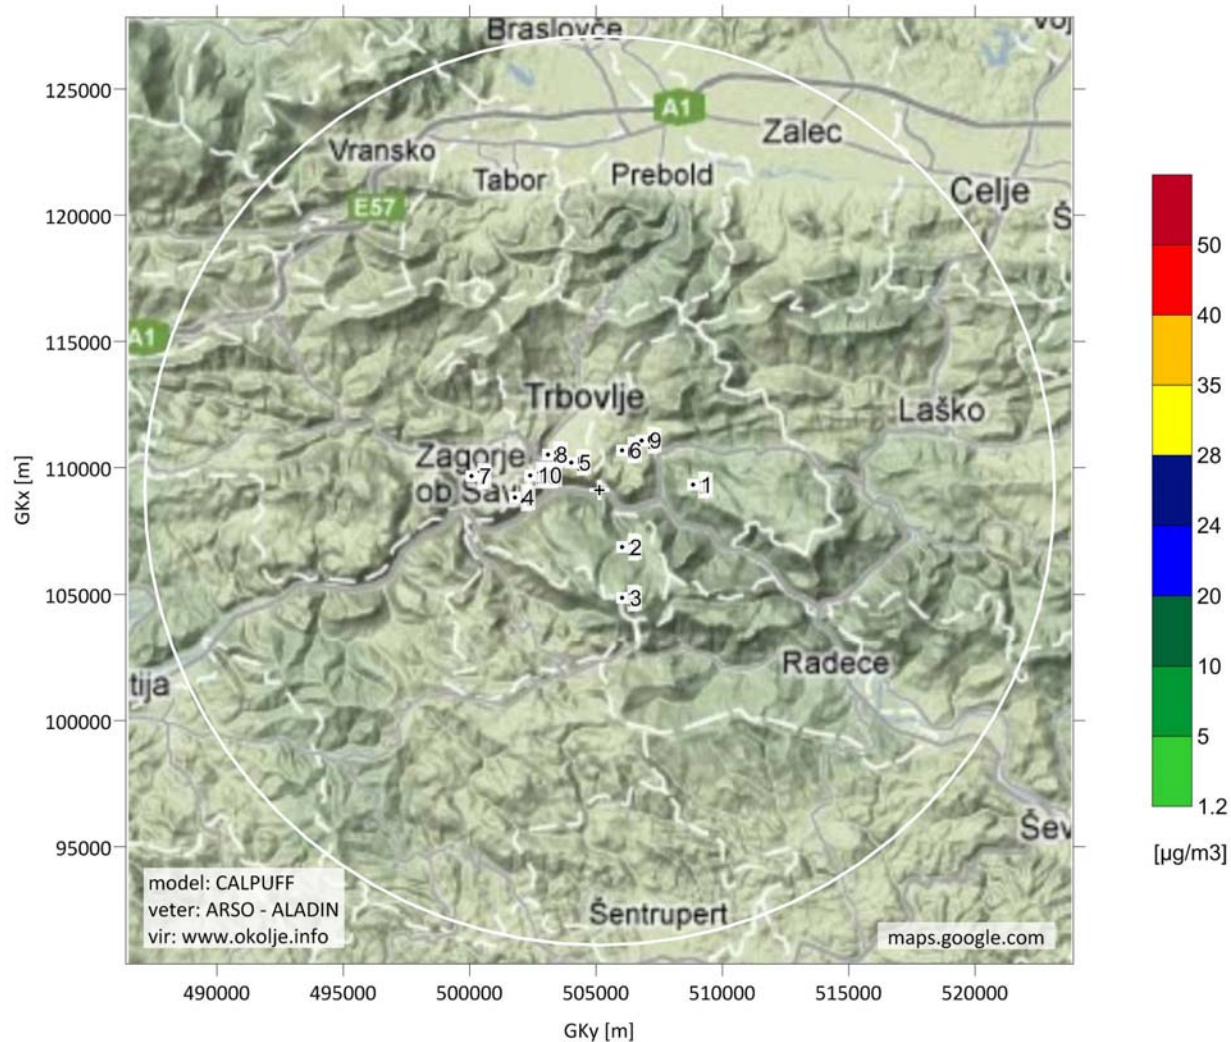 Braslovče
Voj
125000
A1
Zalec
Vransko
Tabor
Prebold
Celje
E57
120000
Š
50
A1
115000
40
35
Trbovlje
Laško
28
9
6
Zagorje
8
5
110000
7
10
1
ob Sav
4
24
2
20
105000
3
10
Radece
tija
5
100000
1.2
Šev
95000
[µg/m3]
model: CALPUFF
veter: ARSO - ALADIN
vir: www.okolje.info
Šentrupert
maps.google.com
490000
495000
500000
505000
510000
515000
520000
GKy [m]
GKx [m]